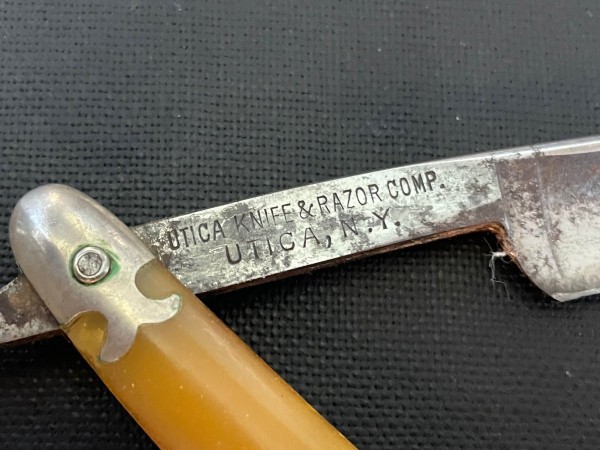 UTICA KNIFE & RAZOR COMP.
UTICA, N.Y.